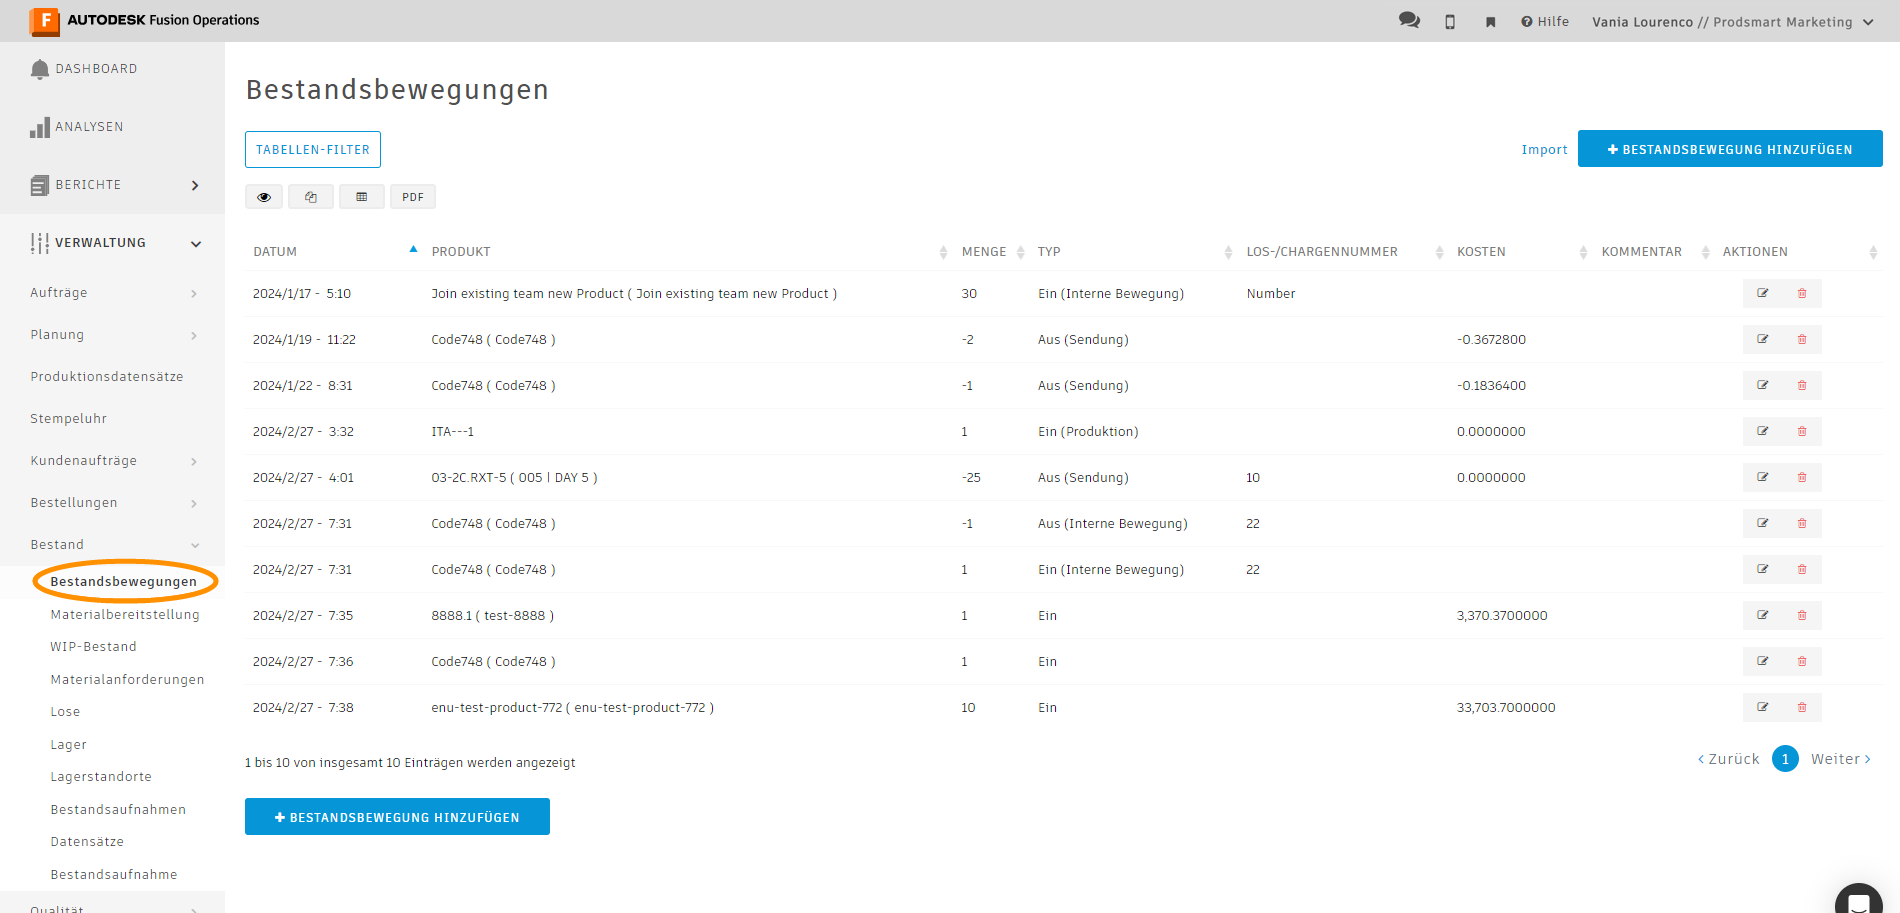 AUTODESK Fusion Operations
Hilfe
Vania Lourenco // Prodsmart Marketing
DASHBOARD
ANALYSEN
BERICHTE
VERWALTUNG
Aufträge
Planung
Produktionsdatensätze
Stempeluhr
Kundenaufträge
Bestellungen
Bestand
Bestandsbewegungen
Materialbereitstellung
WIP-Bestand
Materialanforderungen
Lose
Lager
Lagerstandorte
Bestandsaufnahmen
Datensätze
Bestandsaufnahme
Qualität
Bestandsbewegungen
TABELLEN-FILTER
Import
+ BESTANDSBEWEGUNG HINZUFÜGEN
PDF
DATUM PRODUKT MENGE TYP LOS-/CHARGENNUMMER KOSTEN KOMMENTAR AKTIONEN
2024/1/17 - 5:10 Join existing team new Product ( Join existing team new Product ) 30 Ein (Interne Bewegung) Number
2024/1/19 - 11:22 Code748 ( Code748 ) -2 Aus (Sendung) -0.3672800
2024/1/22 - 8:31 Code748 ( Code748 ) -1 Aus (Sendung) -0.1836400
2024/2/27 - 3:32 ITA---1 1 Ein (Produktion) 0.0000000
2024/2/27 - 4:01 03-2C.RXT-5 ( 005 | DAY 5 ) -25 Aus (Sendung) 10 0.0000000
2024/2/27 - 7:31 Code748 ( Code748 ) -1 Aus (Interne Bewegung) 22
2024/2/27 - 7:31 Code748 ( Code748 ) 1 Ein (Interne Bewegung) 22
2024/2/27 - 7:35 8888.1 ( test-8888 ) 1 Ein 3,370.3700000
2024/2/27 - 7:36 Code748 ( Code748 ) 1 Ein
2024/2/27 - 7:38 enu-test-product-772 ( enu-test-product-772 ) 10 Ein 33,703.7000000
1 bis 10 von insgesamt 10 Einträgen werden angezeigt
‹ Zurück 1 Weiter ›
+ BESTANDSBEWEGUNG HINZUFÜGEN